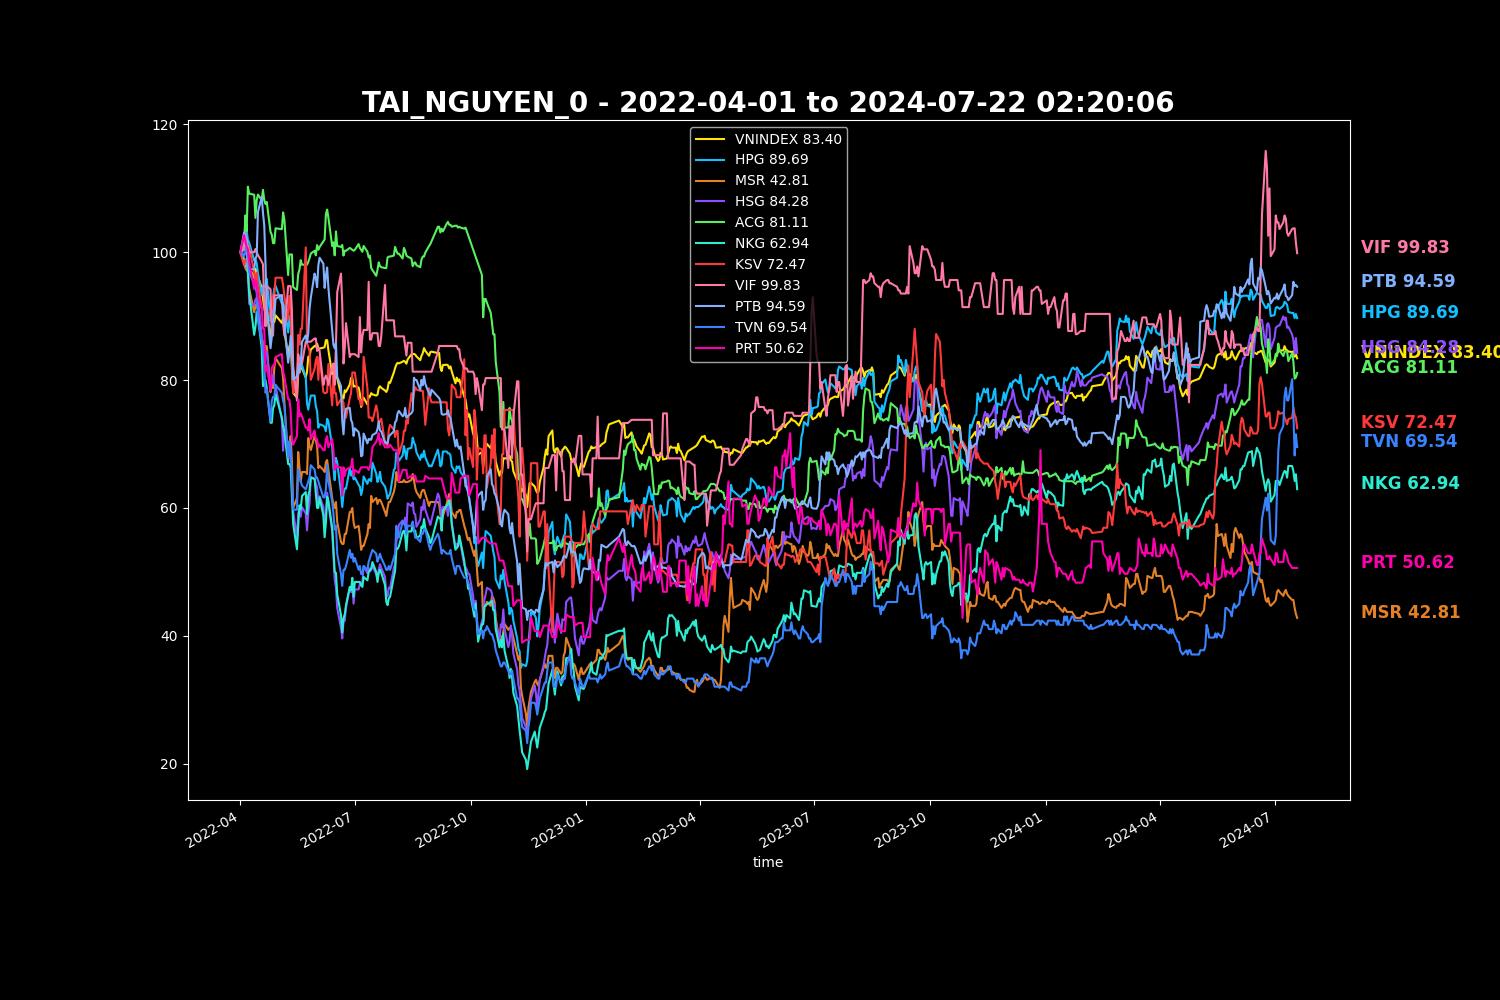 TAI_NGUYEN_0 - 2022-04-01 to 2024-07-22 02:20:06
120
100
80
60
40
20
VNINDEX 83.40
HPG 89.69
MSR 42.81
HSG 84.28
ACG 81.11
NKG 62.94
KSV 72.47
VIF 99.83
PTB 94.59
TVN 69.54
PRT 50.62
VIF 99.83
PTB 94.59
HPG 89.69
HSG 84.28
VNINDEX 83.40
ACG 81.11
KSV 72.47
TVN 69.54
NKG 62.94
PRT 50.62
MSR 42.81
2022-04
2022-07
2022-10
2023-01
2023-04
2023-07
2023-10
2024-01
2024-04
2024-07
time